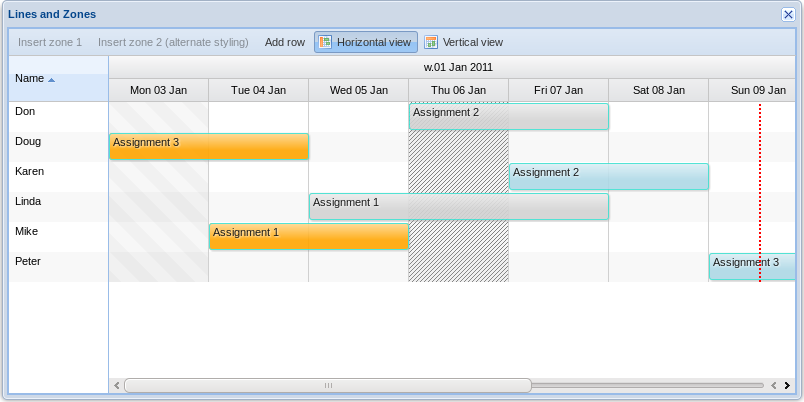 Lines and Zones
Insert zone 1 Insert zone 2 (alternate styling) Add row Horizontal view Vertical view
Name w.01 Jan 2011
Mon 03 Jan Tue 04 Jan Wed 05 Jan Thu 06 Jan Fri 07 Jan Sat 08 Jan Sun 09 Jan
Don Assignment 2
Doug Assignment 3
Karen Assignment 2
Linda Assignment 1
Mike Assignment 1
Peter Assignment 3